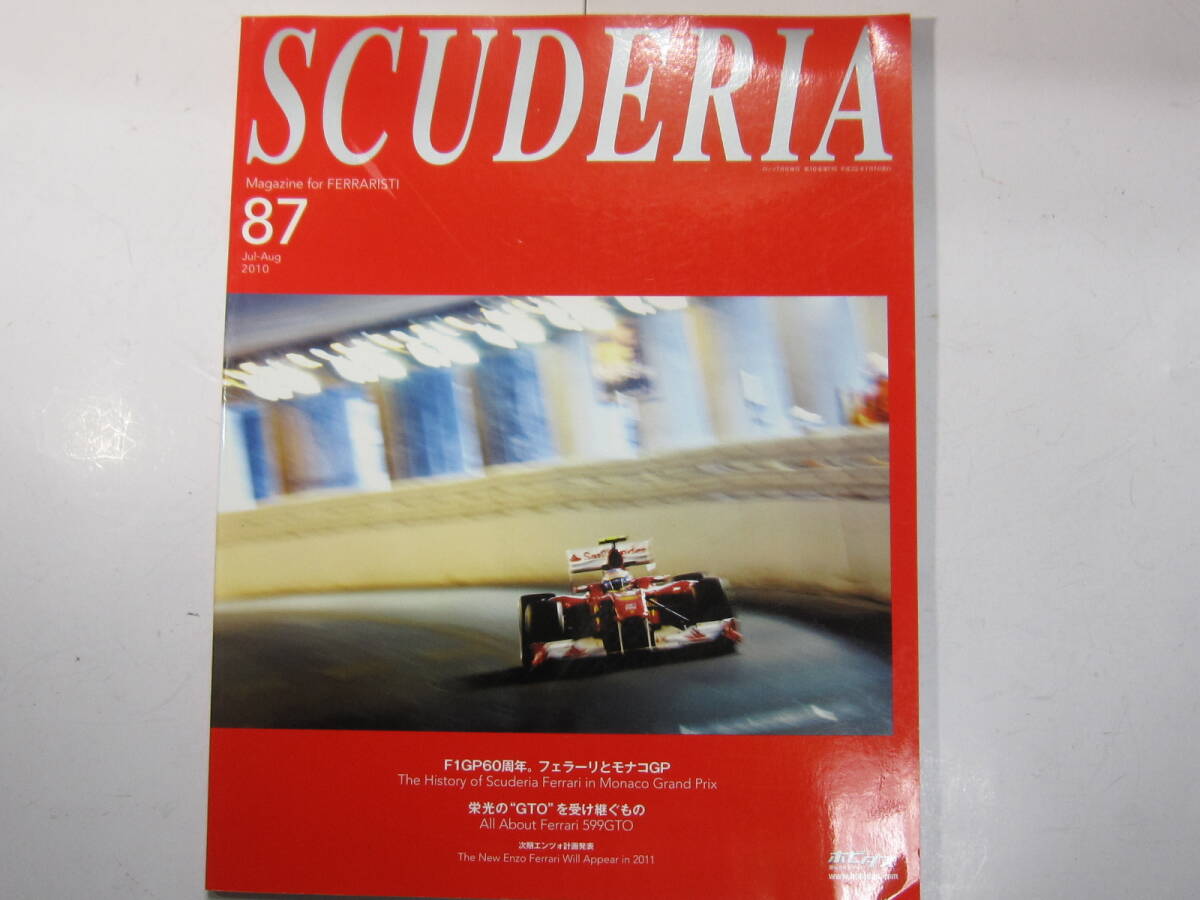 SCUDERIA
Magazine for FERRARISTI
87
Jul-Aug
2010
Santander
F1GP60周年。フェラーリとモナコGP
The History of Scuderia Ferrari in Monaco Grand Prix
栄光の“GTO”を受け継ぐもの
All About Ferrari 599GTO
次期エンツォ計画発表
The New Enzo Ferrari Will Appear in 2011